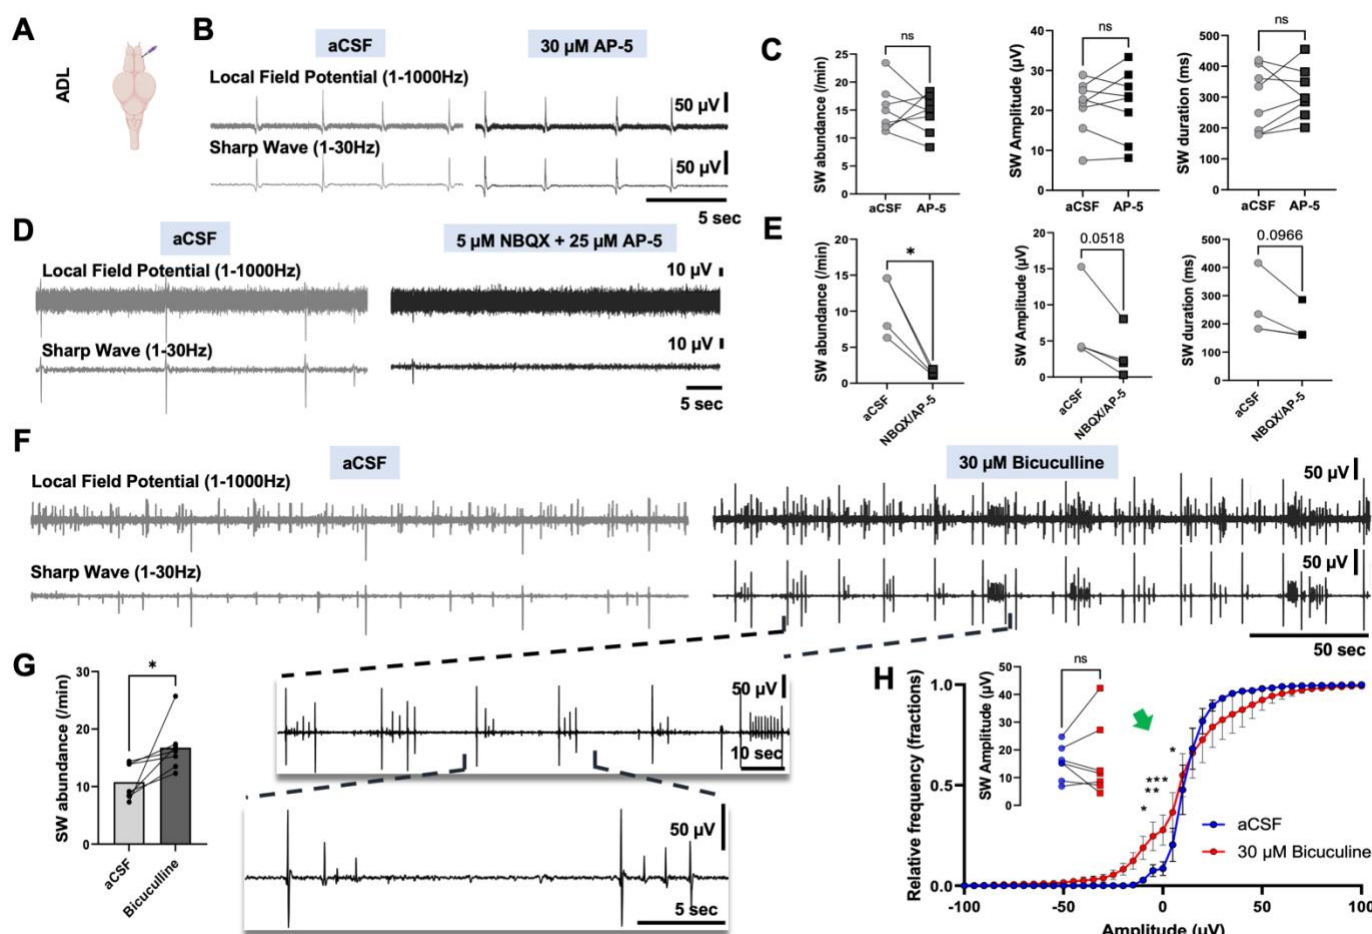 A
ADL
B
aCSF
30 µM AP-5
Local Field Potential (1-1000Hz)
50 µV
Sharp Wave (1-30Hz)
50 µV
5 sec
C
ns
SW abundance (/min)
25
20
15
10
5
0
aCSF AP-5
ns
SW Amplitude (µV)
40
30
20
10
0
aCSF AP-5
ns
SW duration (ms)
500
400
300
200
100
0
aCSF AP-5
D
aCSF
5 µM NBQX + 25 µM AP-5
Local Field Potential (1-1000Hz)
10 µV
Sharp Wave (1-30Hz)
10 µV
5 sec
E
*
SW abundance (/min)
20
15
10
5
0
aCSF
NBQX/AP-5
0.0518
SW Amplitude (µV)
20
15
10
5
0
aCSF
NBQX/AP-5
0.0966
SW duration (ms)
500
400
300
200
100
0
aCSF
NBQX/AP-5
F
aCSF
30 µM Bicuculline
Local Field Potential (1-1000Hz)
50 µV
Sharp Wave (1-30Hz)
50 µV
50 sec
50 µV
10 sec
50 µV
5 sec
G
*
SW abundance (/min)
30
20
10
0
aCSF
Bicuculline
H
ns
SW Amplitude (µV)
50
40
30
20
10
0
Relative frequency (fractions)
1.0
0.5
0.0
*
***
**
*
aCSF
30 µM Bicuculine
-100 -50 0 50 100
Amplitude (µV)